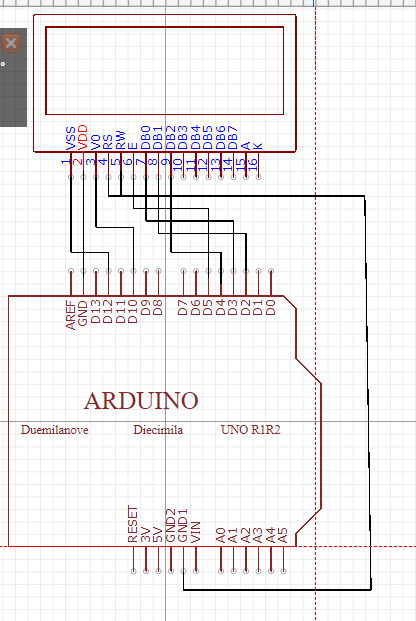 VSS VDD V0 RS RW E DB0 DB1 DB2 DB3 DB4 DB5 DB6 DB7 A K
1 2 3 4 5 6 7 8 9 10 11 12 13 14 15 16
AREF GND D13 D12 D11 D10 D9 D8 D7 D6 D5 D4 D3 D2 D1 D0
ARDUINO
Duemilanove Diecimila UNO R1R2
RESET 3V 5V GND2 GND1 VIN A0 A1 A2 A3 A4 A5